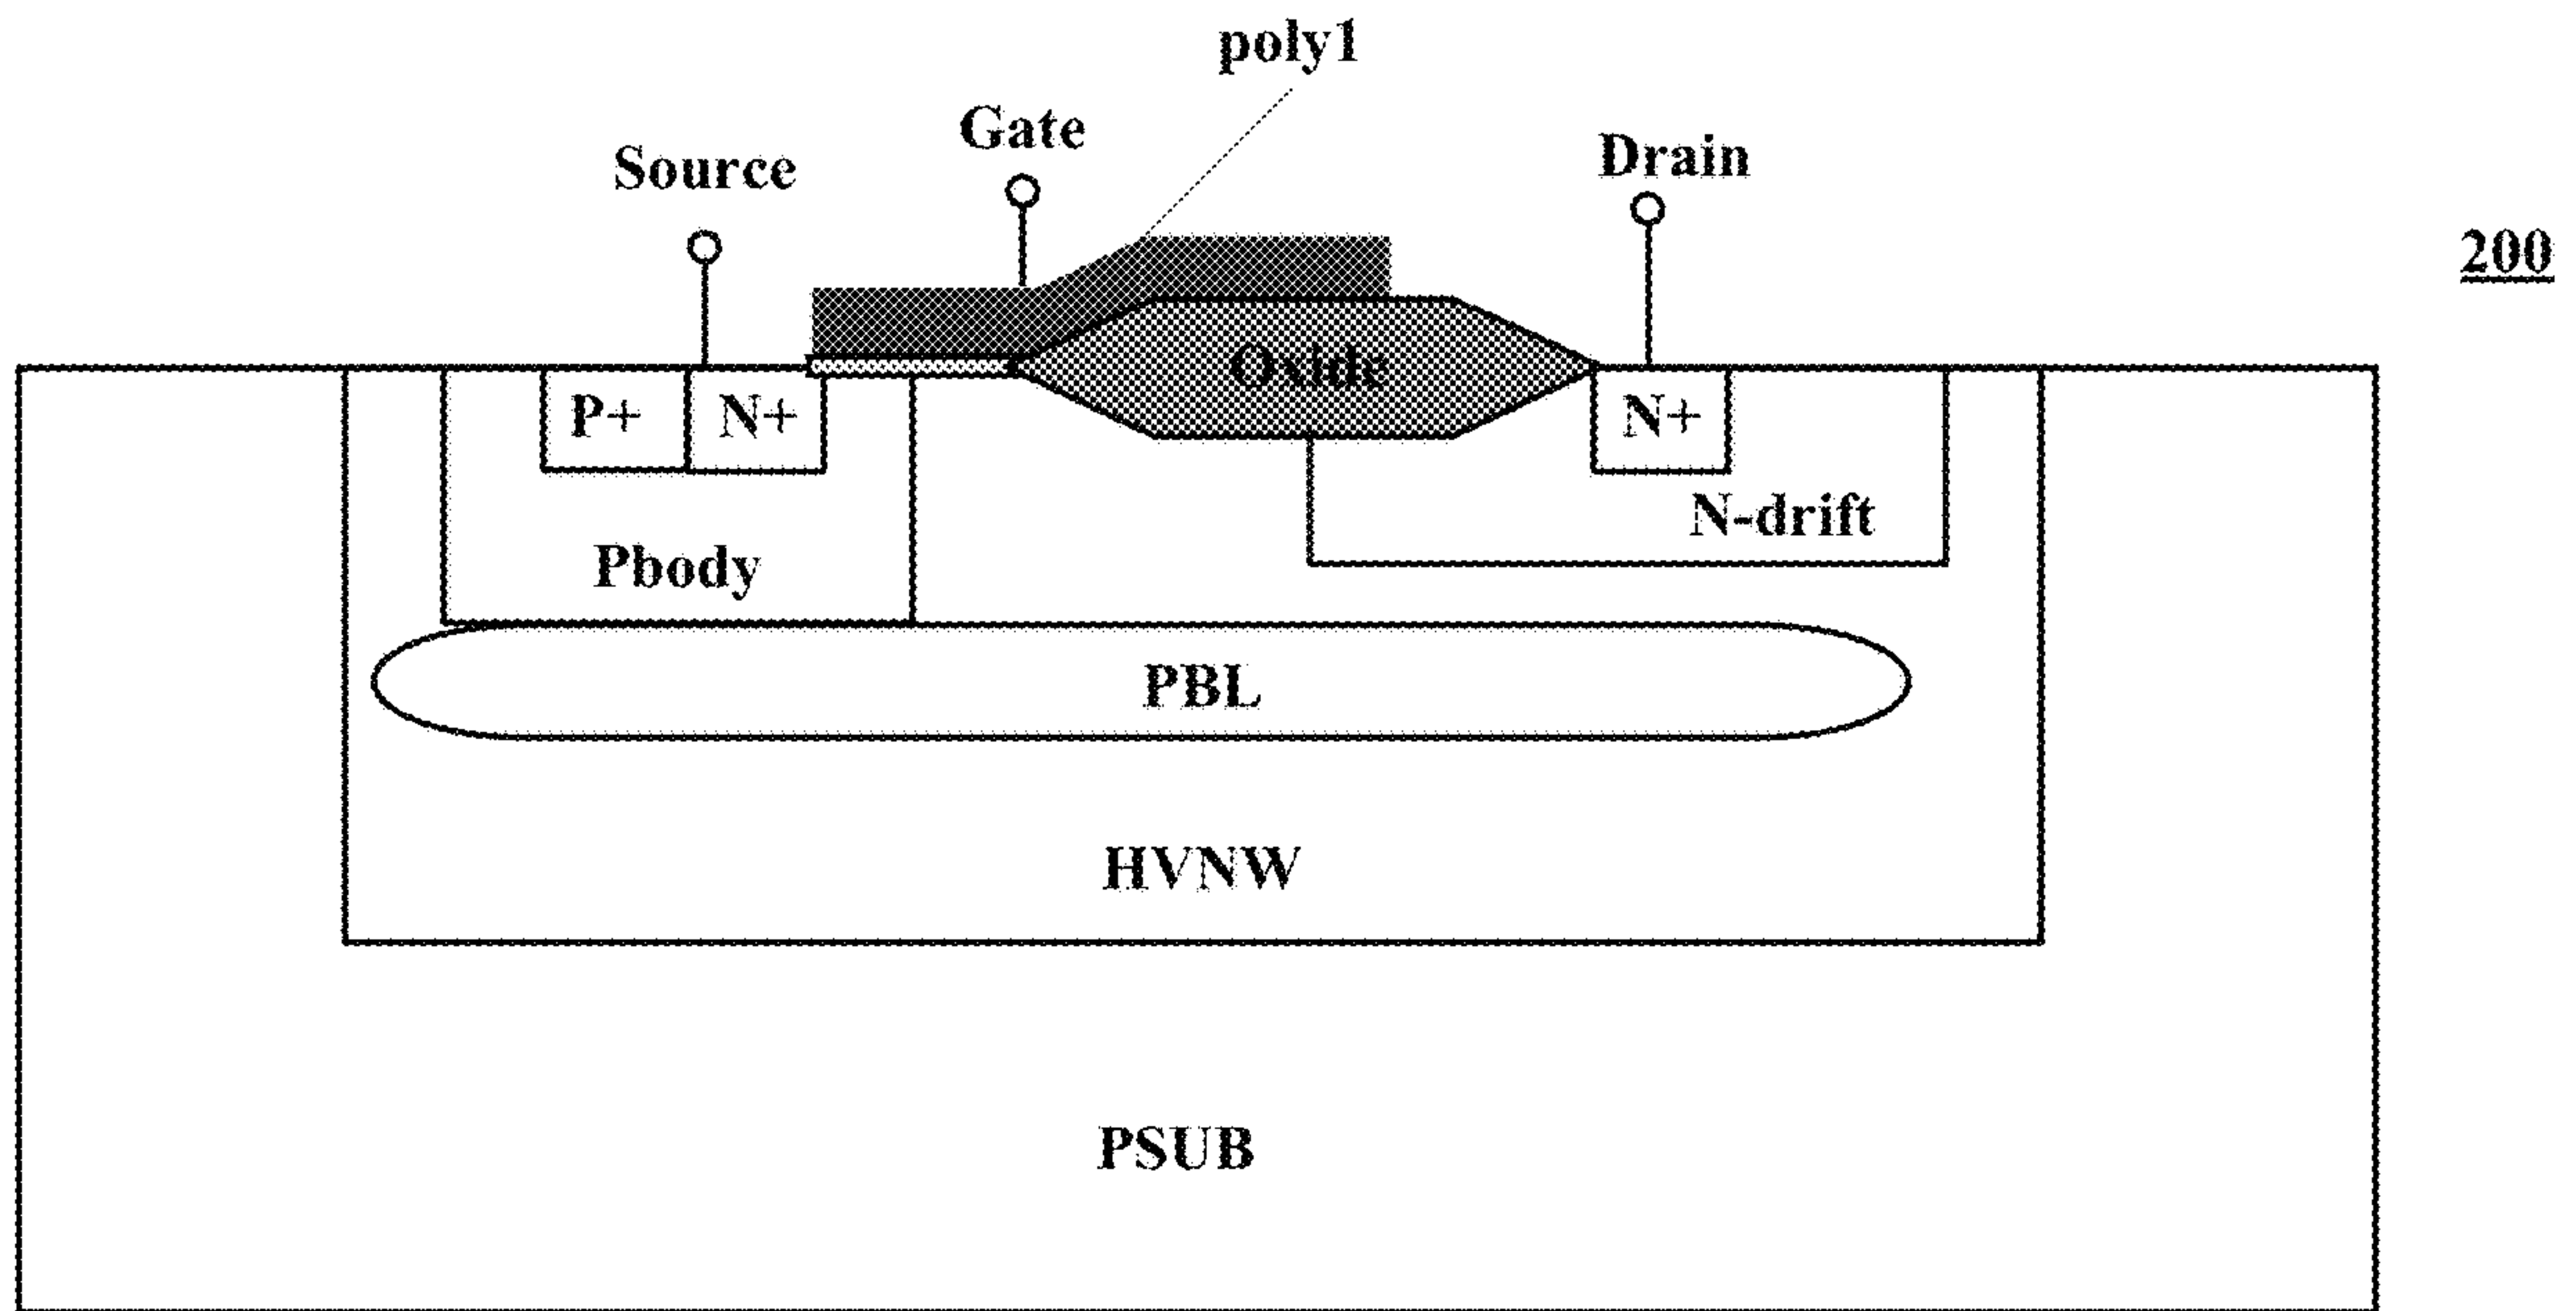 poly1
Gate
Source
Drain
200
Oxide
P+
N+
N+
N-drift
Pbody
PBL
HVNW
PSUB